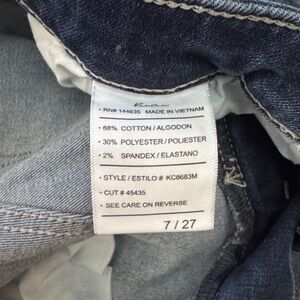 KanCan
• RN# 144635 MADE IN VIETNAM
• 68% COTTON / ALGODON
• 30% POLYESTER / POLIESTER
• 2% SPANDEX / ELASTANO
• STYLE / ESTILO # KC8683M
• CUT # 45435
• SEE CARE ON REVERSE
7 / 27